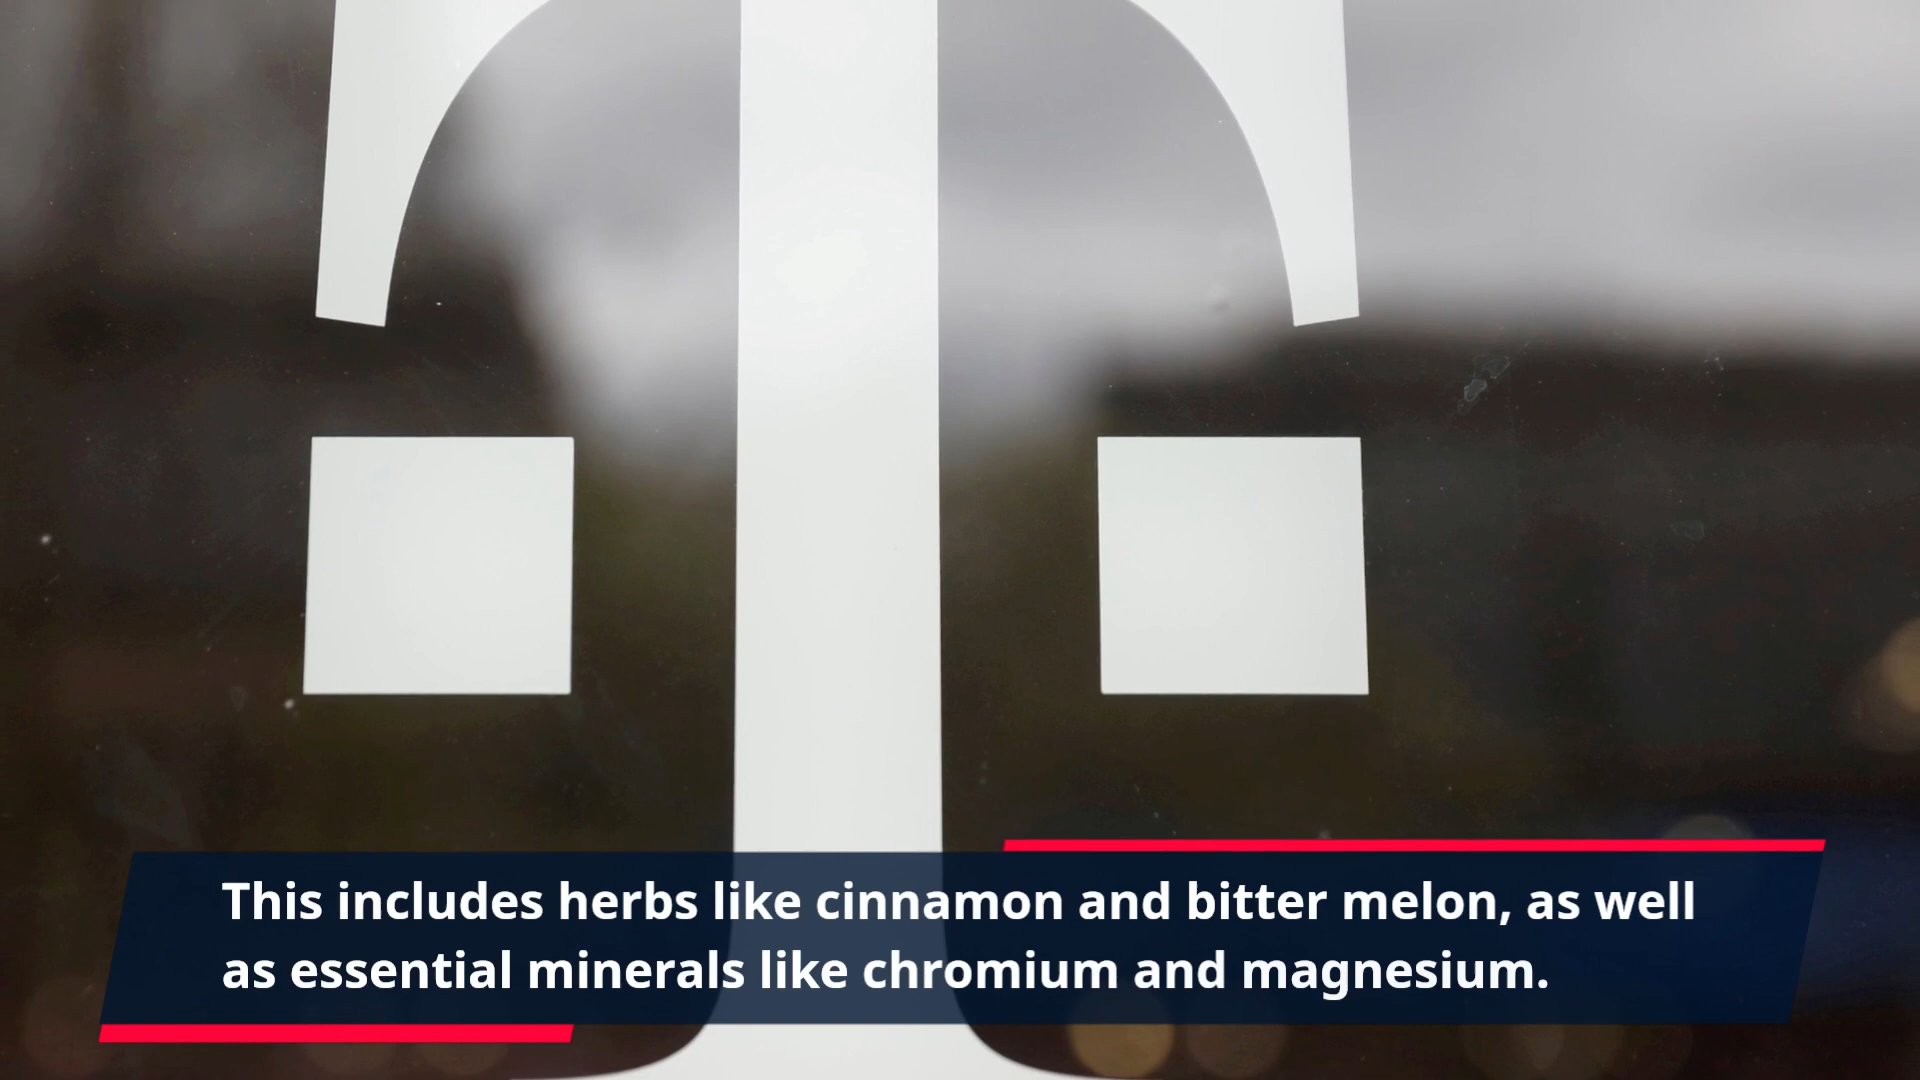 T
This includes herbs like cinnamon and bitter melon, as well
as essential minerals like chromium and magnesium.